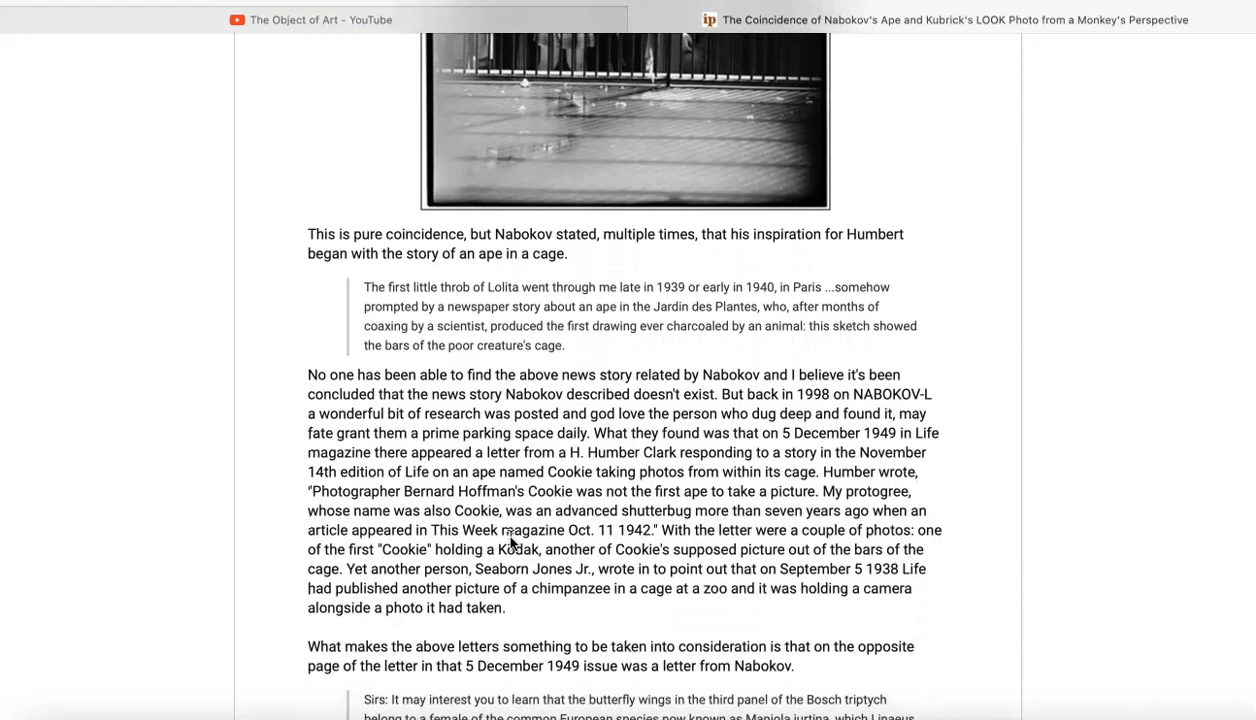 The Object of Art - YouTube
ip The Coincidence of Nabokov's Ape and Kubrick's LOOK Photo from a Monkey's Perspective
This is pure coincidence, but Nabokov stated, multiple times, that his inspiration for Humbert
began with the story of an ape in a cage.
The first little throb of Lolita went through me late in 1939 or early in 1940, in Paris ...somehow
prompted by a newspaper story about an ape in the Jardin des Plantes, who, after months of
coaxing by a scientist, produced the first drawing ever charcoaled by an animal: this sketch showed
the bars of the poor creature's cage.
No one has been able to find the above news story related by Nabokov and I believe it's been
concluded that the news story Nabokov described doesn't exist. But back in 1998 on NABOKOV-L
a wonderful bit of research was posted and god love the person who dug deep and found it, may
fate grant them a prime parking space daily. What they found was that on 5 December 1949 in Life
magazine there appeared a letter from a H. Humber Clark responding to a story in the November
14th edition of Life on an ape named Cookie taking photos from within its cage. Humber wrote,
"Photographer Bernard Hoffman's Cookie was not the first ape to take a picture. My protogree,
whose name was also Cookie, was an advanced shutterbug more than seven years ago when an
article appeared in This Week magazine Oct. 11 1942." With the letter were a couple of photos: one
of the first "Cookie" holding a Kodak, another of Cookie's supposed picture out of the bars of the
cage. Yet another person, Seaborn Jones Jr., wrote in to point out that on September 5 1938 Life
had published another picture of a chimpanzee in a cage at a zoo and it was holding a camera
alongside a photo it had taken.
What makes the above letters something to be taken into consideration is that on the opposite
page of the letter in that 5 December 1949 issue was a letter from Nabokov.
Sirs: It may interest you to learn that the butterfly wings in the third panel of the Bosch triptych
belong to a female of the common European species now known as Maniola jurtina, which Linaeus